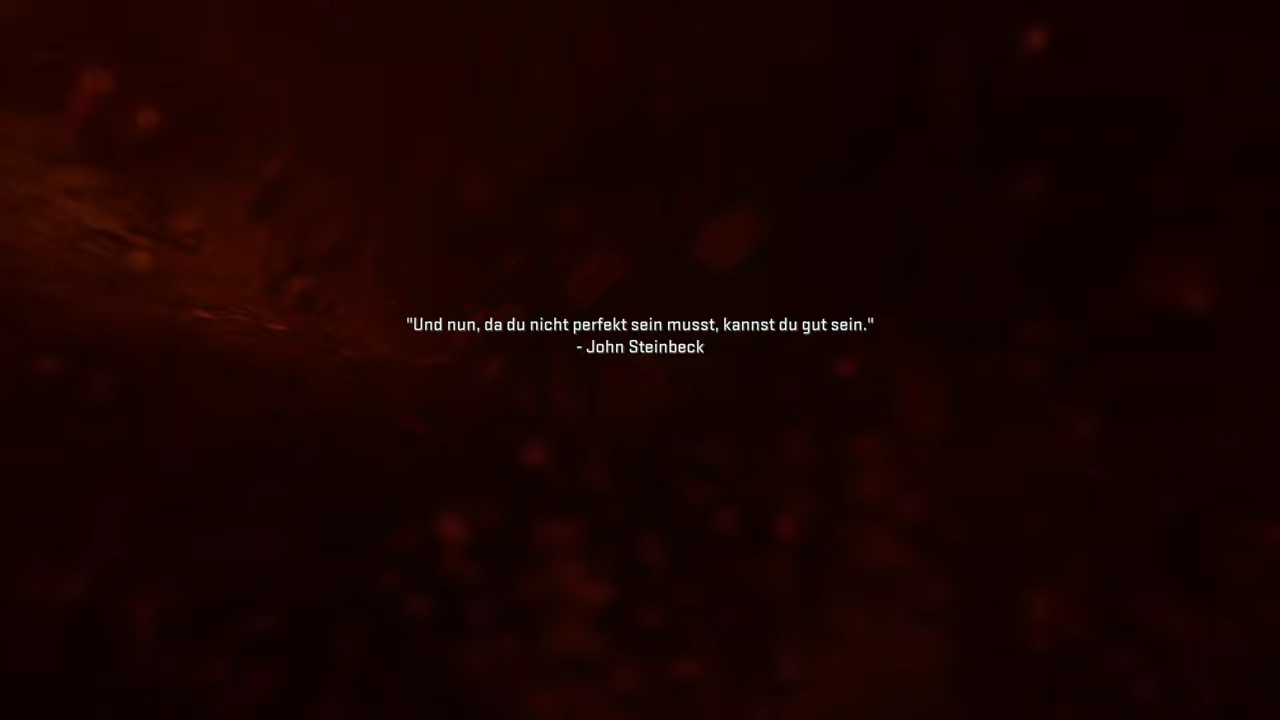 "Und nun, da du nicht perfekt sein musst, kannst du gut sein."
- John Steinbeck